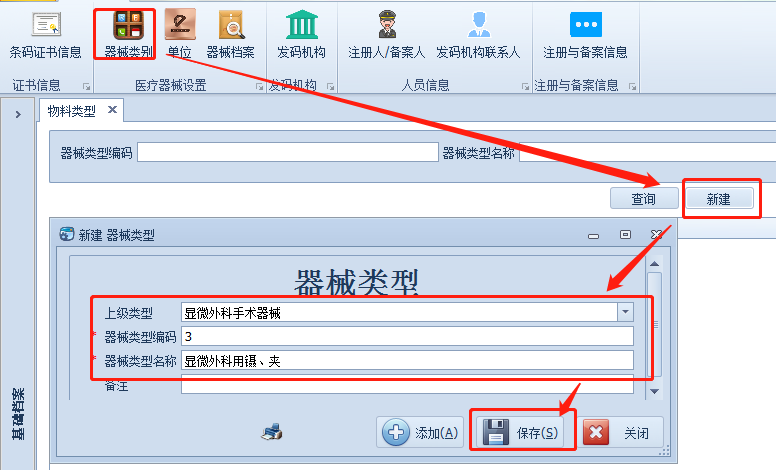 条码证书信息 器械类别 单位 器械档案 发码机构 注册人/备案人 发码机构联系人 注册与备案信息
证书信息 医疗器械设置 发码机构 人员信息 注册与备案信息
物料类型
器械类型编码 器械类型名称
查询 新建
新建 器械类型
器械类型
上级类型 显微外科手术器械
* 器械类型编码 3
* 器械类型名称 显微外科用镊、夹
备注
添加(A) 保存(S) 关闭
基础档案